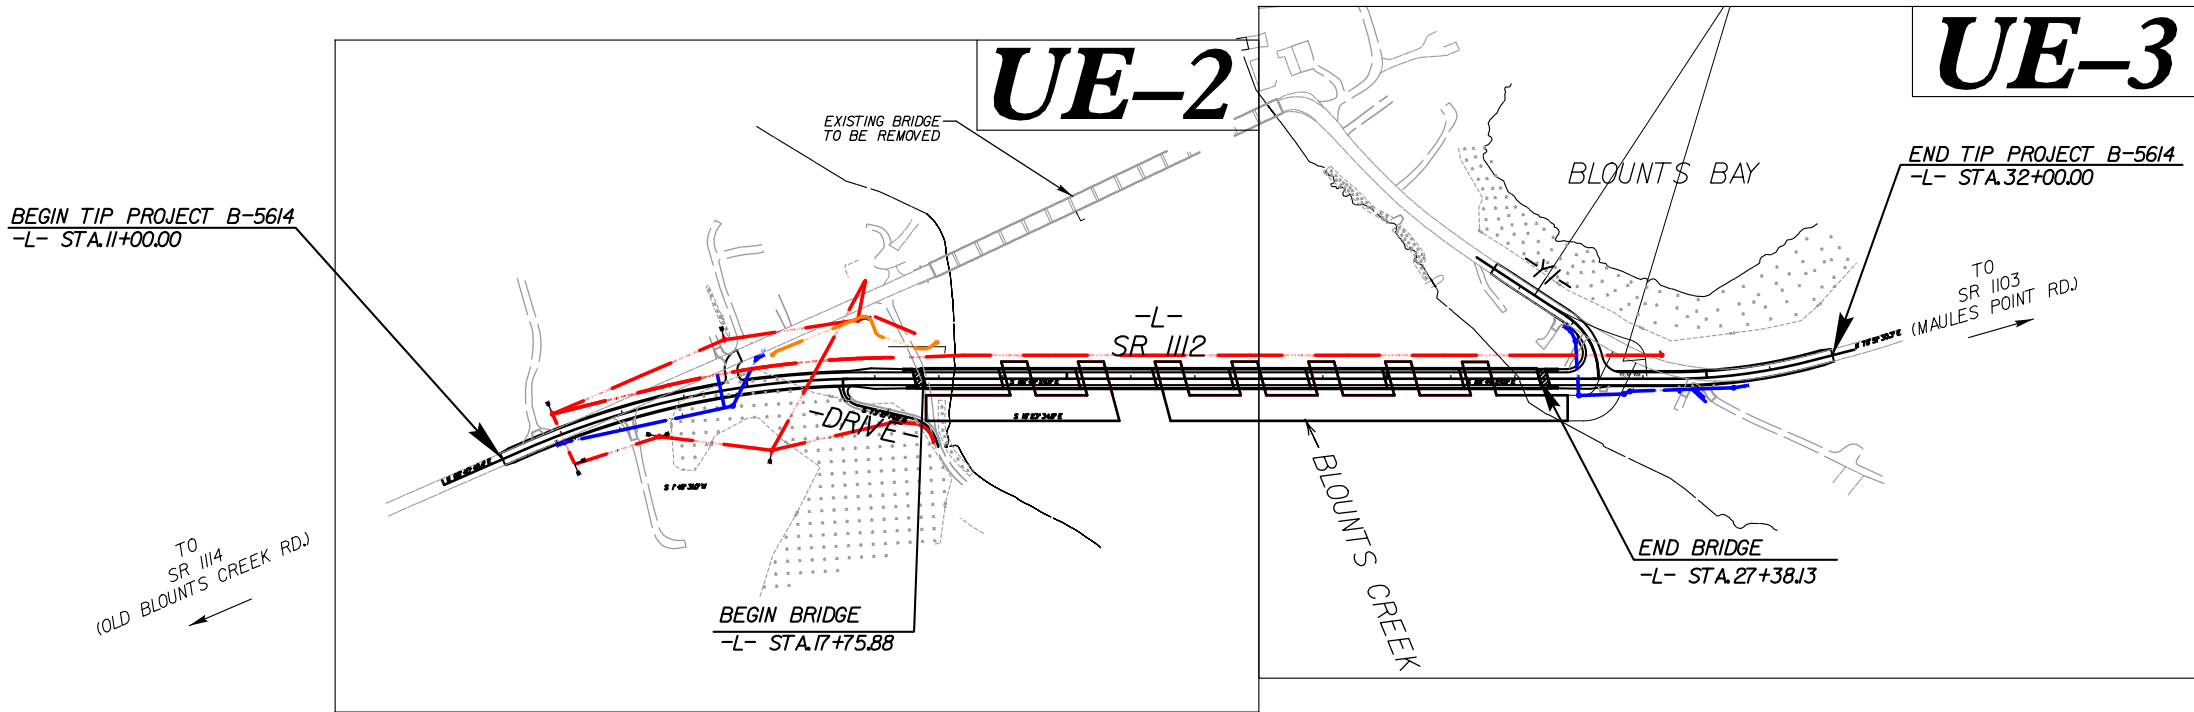 UE-2
UE-3
EXISTING BRIDGE
TO BE REMOVED
BLOUNTS BAY
END TIP PROJECT B-5614
-L- STA.32+00.00
BEGIN TIP PROJECT B-5614
-L- STA.11+00.00
-Y1-
TO
SR 1103
(MAULES POINT RD.)
-L-
SR 1112
-DRIVE-
BLOUNTS CREEK
TO
SR 1114
(OLD BLOUNTS CREEK RD.)
END BRIDGE
-L- STA.27+38.13
BEGIN BRIDGE
-L- STA.17+75.88